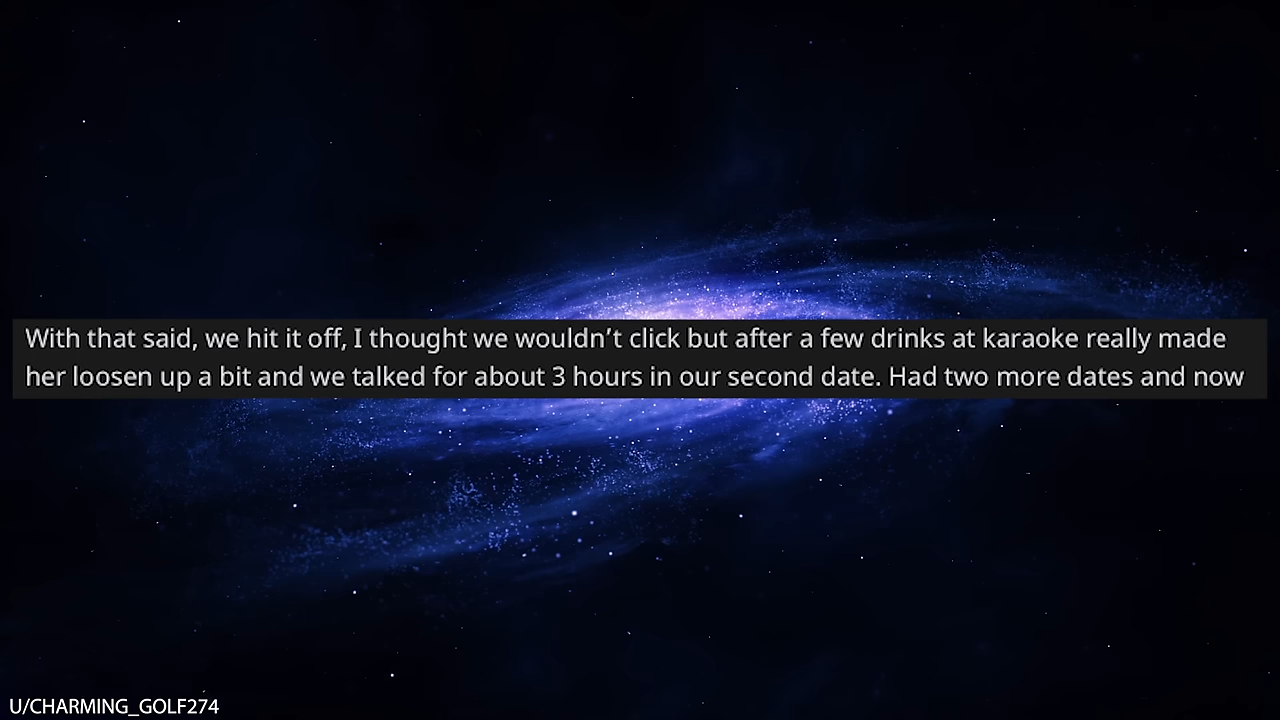 With that said, we hit it off, I thought we wouldn’t click but after a few drinks at karaoke really made
her loosen up a bit and we talked for about 3 hours in our second date. Had two more dates and now
U/CHARMING_GOLF274